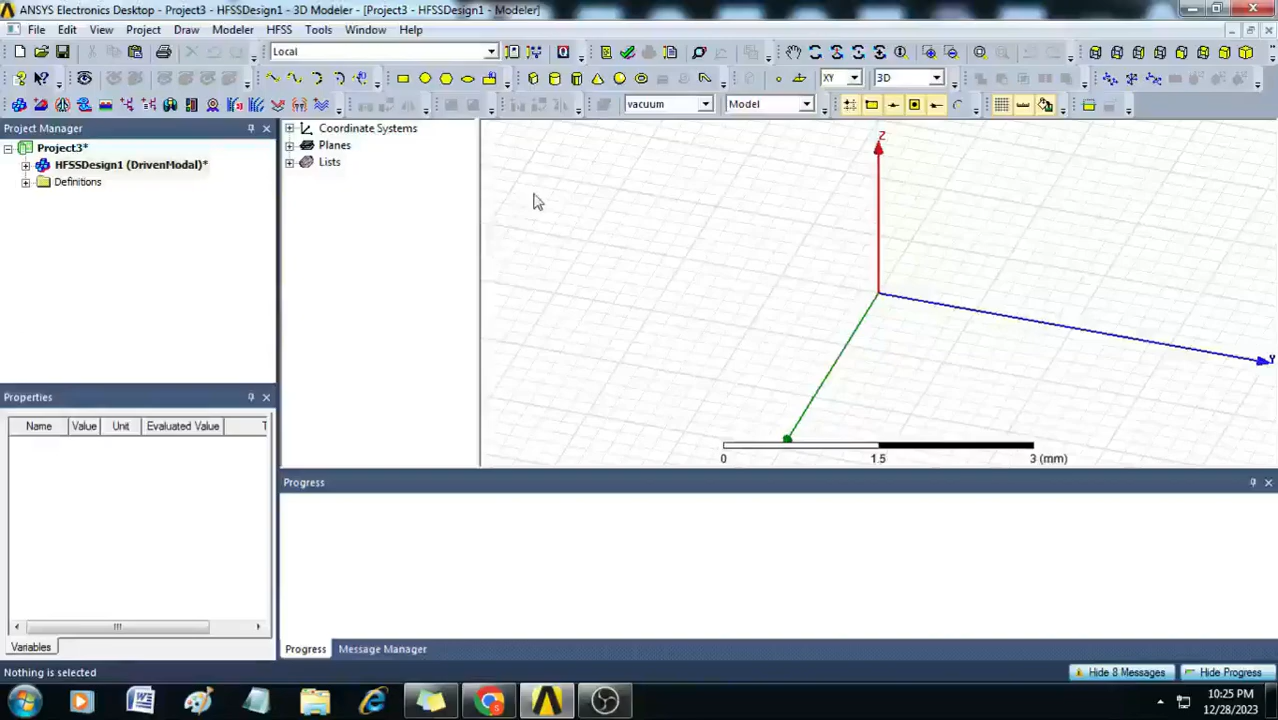 ANSYS Electronics Desktop - Project3 - HFSSDesign1 - 3D Modeler - [Project3 - HFSSDesign1 - Modeler]
File Edit View Project Draw Modeler HFSS Tools Window Help
Local
XY 3D
vacuum Model
Project Manager
Project3*
HFSSDesign1 (DrivenModal)*
Definitions
Coordinate Systems
Planes
Lists
Z
Y
0 1.5 3 (mm)
Properties
Name Value Unit Evaluated Value T
Variables
Progress
Progress Message Manager
Nothing is selected
Hide 8 Messages Hide Progress
10:25 PM
12/28/2023